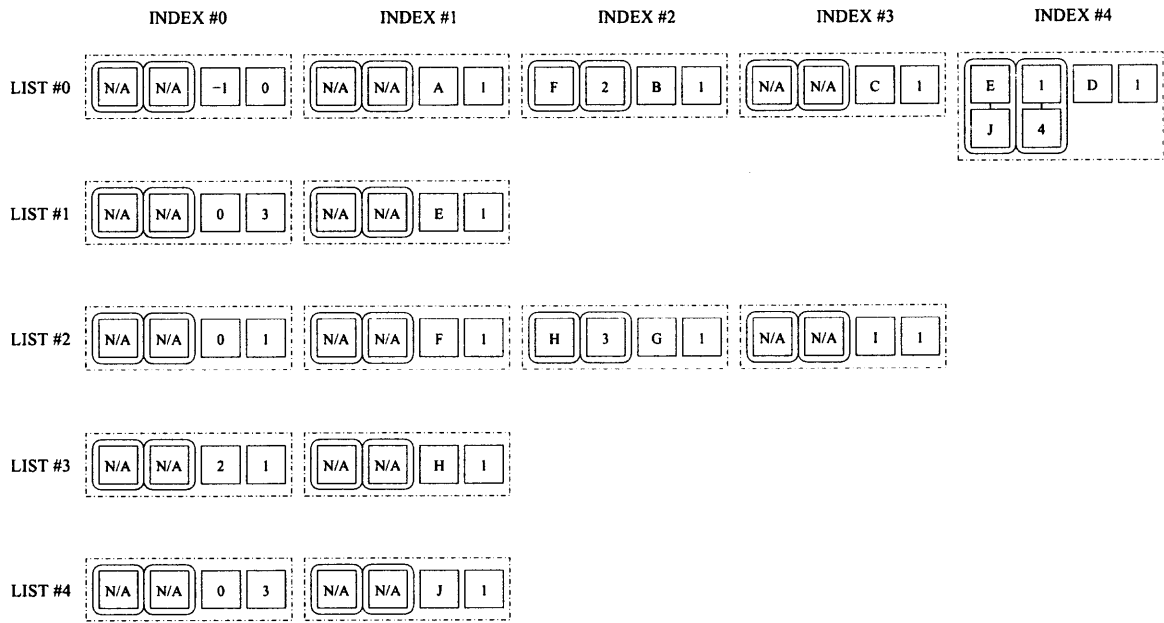 INDEX #0 INDEX #1 INDEX #2 INDEX #3 INDEX #4
LIST #0 N/A N/A −1 0 N/A N/A A 1 F 2 B 1 N/A N/A C 1 E 1 D 1
J 4
LIST #1 N/A N/A 0 3 N/A N/A E 1
LIST #2 N/A N/A 0 1 N/A N/A F 1 H 3 G 1 N/A N/A I 1
LIST #3 N/A N/A 2 1 N/A N/A H 1
LIST #4 N/A N/A 0 3 N/A N/A J 1